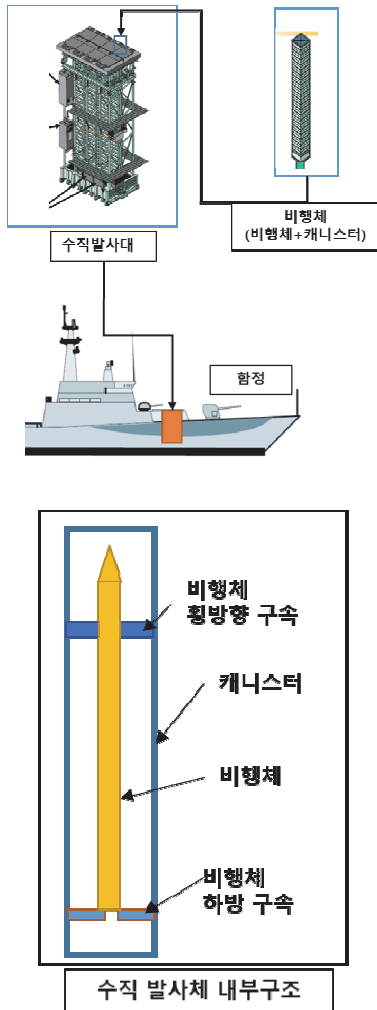 비행체
(비행체+캐니스터)
수직발사대
함정
비행체
횡방향 구속
캐니스터
비행체
비행체
하방 구속
수직 발사체 내부구조